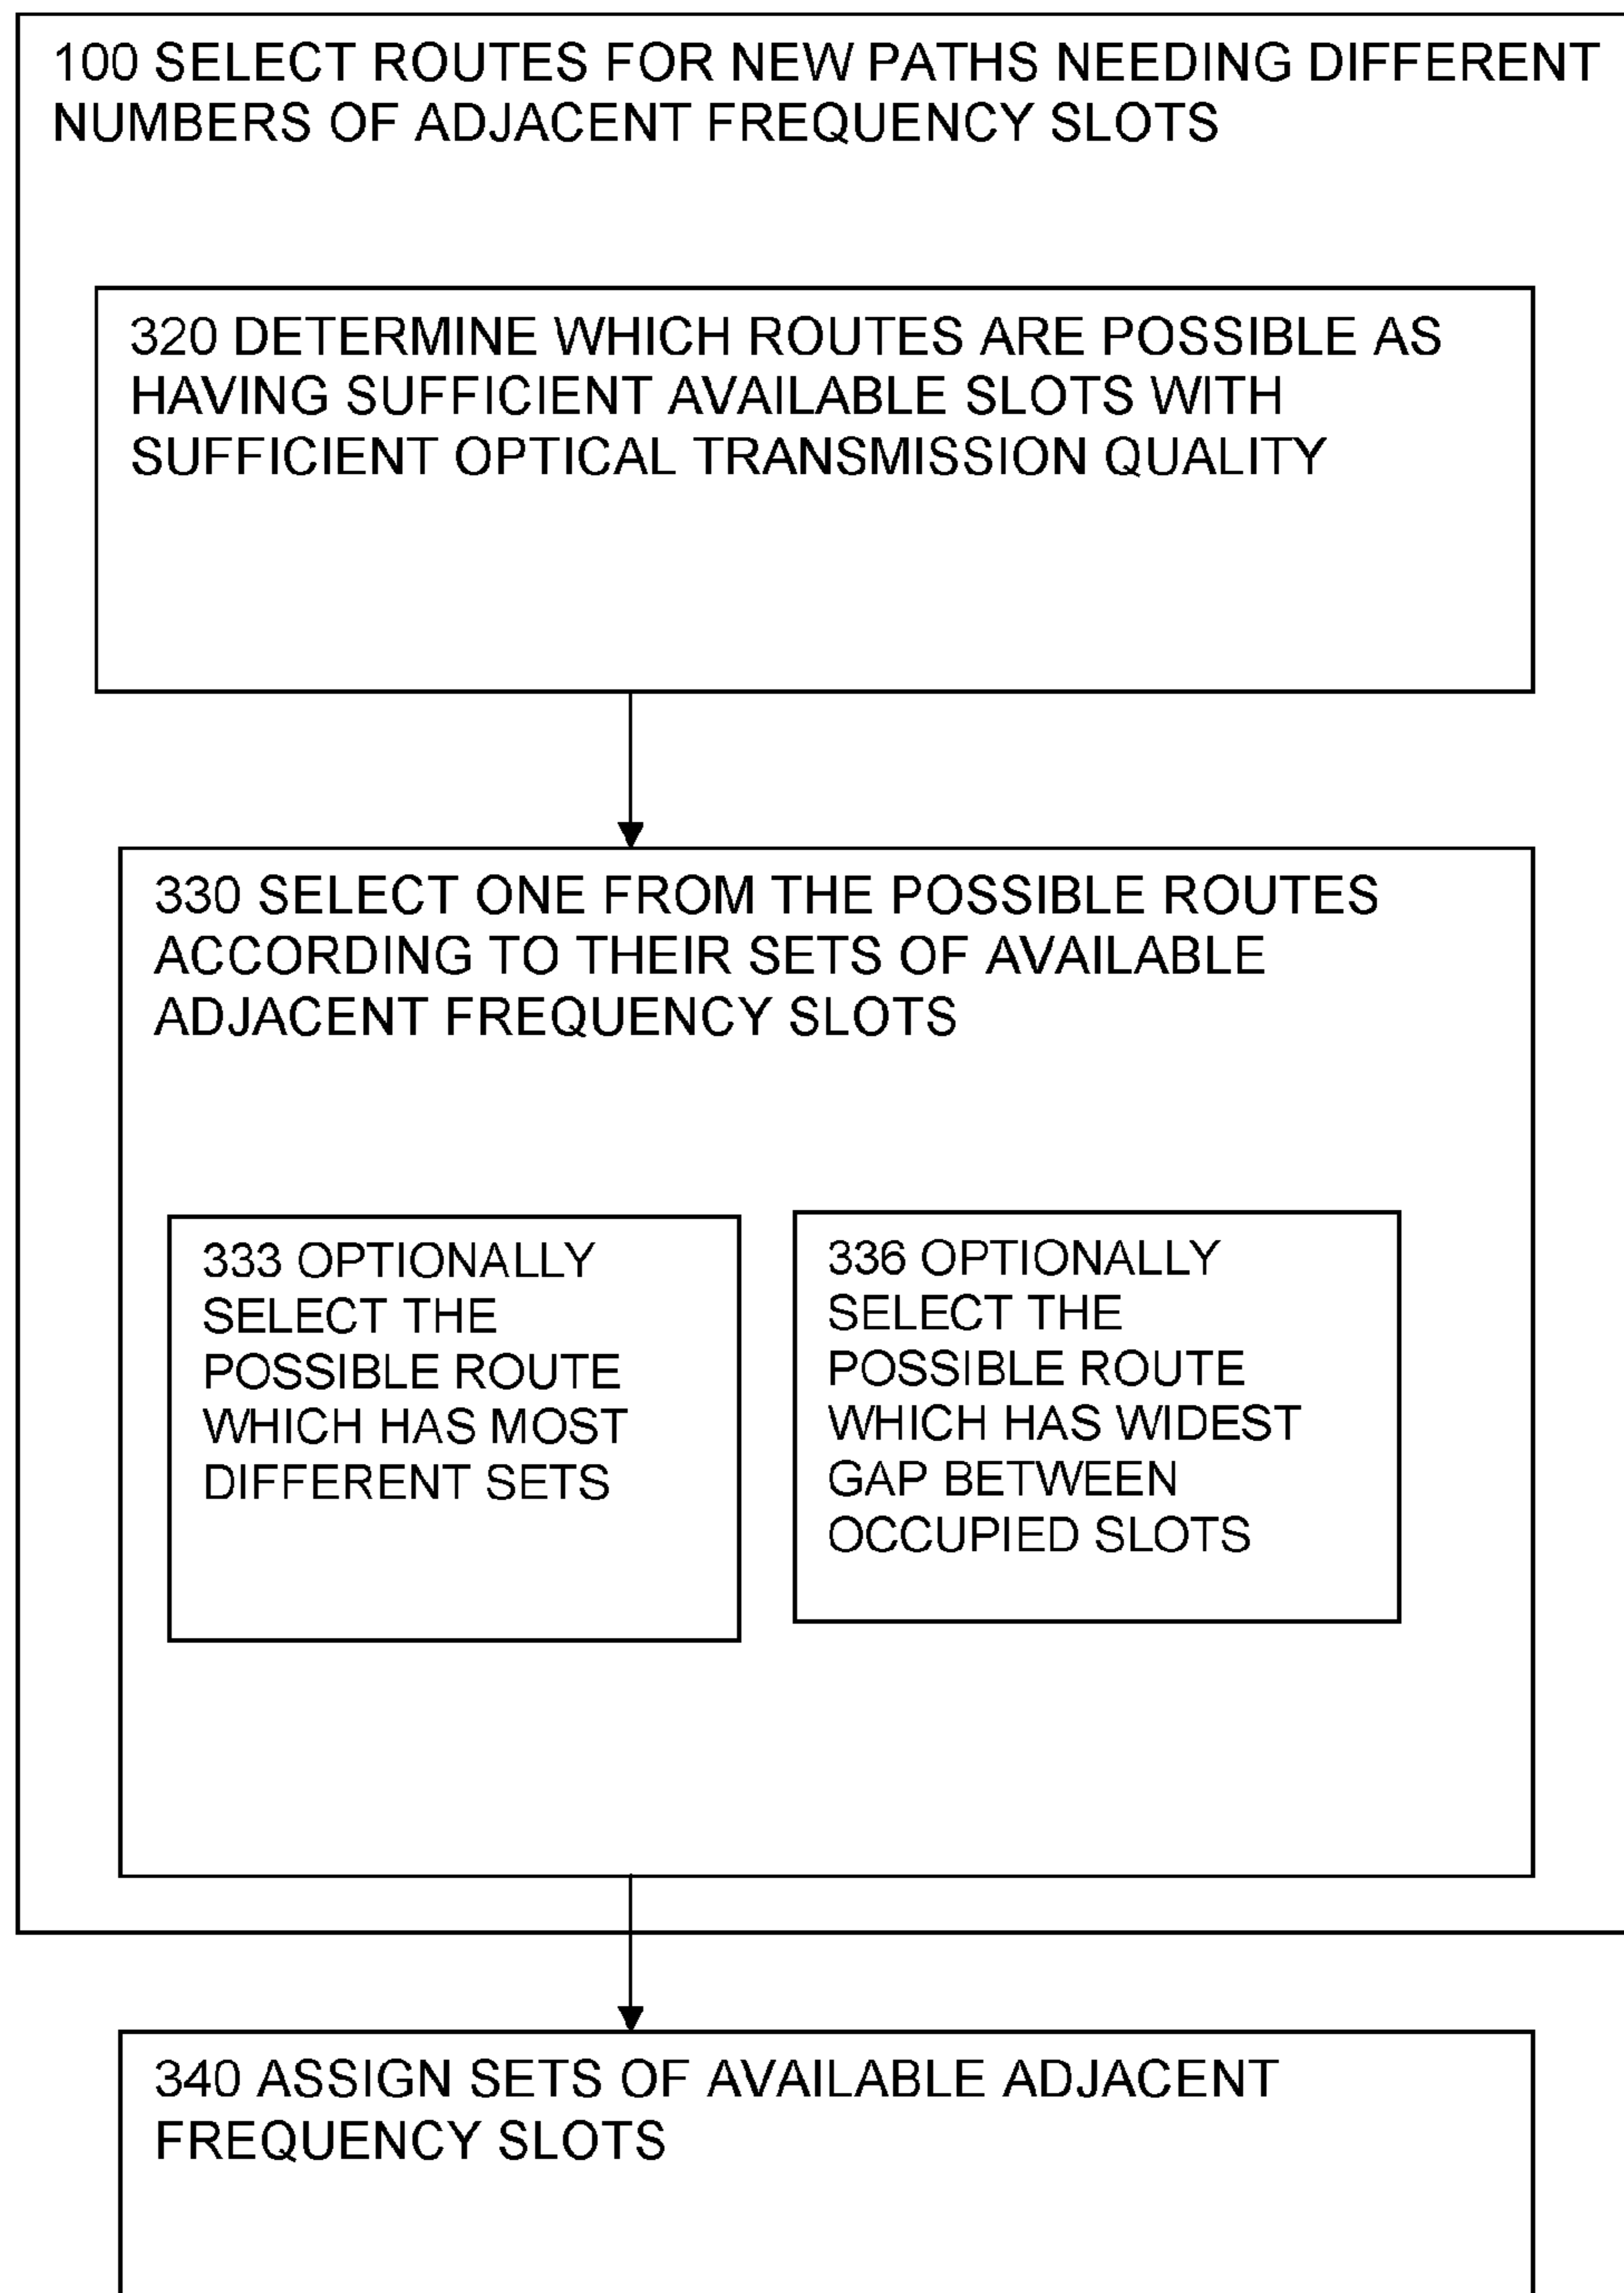 100 SELECT ROUTES FOR NEW PATHS NEEDING DIFFERENT
NUMBERS OF ADJACENT FREQUENCY SLOTS
320 DETERMINE WHICH ROUTES ARE POSSIBLE AS
HAVING SUFFICIENT AVAILABLE SLOTS WITH
SUFFICIENT OPTICAL TRANSMISSION QUALITY
330 SELECT ONE FROM THE POSSIBLE ROUTES
ACCORDING TO THEIR SETS OF AVAILABLE
ADJACENT FREQUENCY SLOTS
333 OPTIONALLY
SELECT THE
POSSIBLE ROUTE
WHICH HAS MOST
DIFFERENT SETS
336 OPTIONALLY
SELECT THE
POSSIBLE ROUTE
WHICH HAS WIDEST
GAP BETWEEN
OCCUPIED SLOTS
340 ASSIGN SETS OF AVAILABLE ADJACENT
FREQUENCY SLOTS